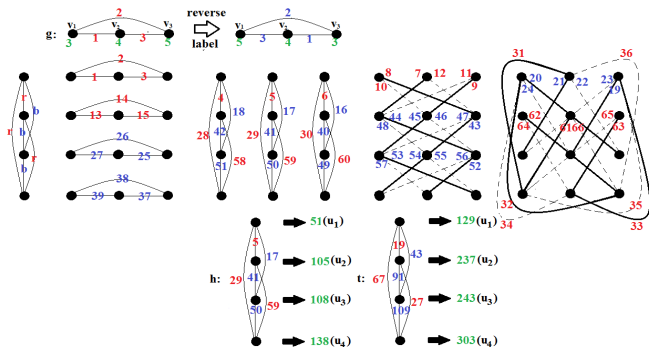 2 reverse 2
g: v₁ v₂ v₃ label v₁ v₂ v₃
3 1 4 3 5 5 3 4 1 3
2 8 7 12 11 31 36
r 1 3 4 5 6 10 9 20 24 21 22 23 19
b 14 18 17 16 44 45 46 47
r b 13 15 28 42 29 41 30 40 48 43 64 62 61 66 65 63
r 26 53 54 55 56
b 27 25 51 58 50 59 49 60 57 52
38 32 35
39 37 34 33
5 51(u₁) 19 129(u₁)
17 43
h: 29 41 105(u₂) t: 67 91 237(u₂)
50 59 108(u₃) 109 27 243(u₃)
138(u₄) 303(u₄)